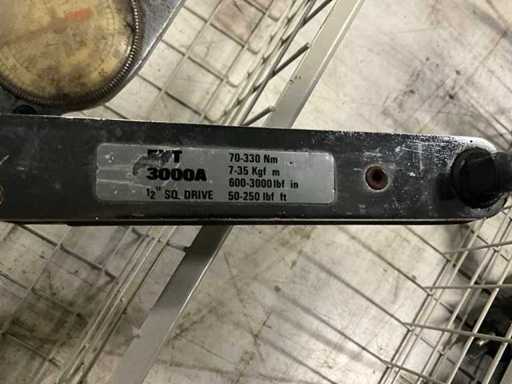 EVT 70-330 Nm
3000A 7-35 Kgf m
600-3000 lbf in
1/2" SQ. DRIVE 50-250 lbf ft